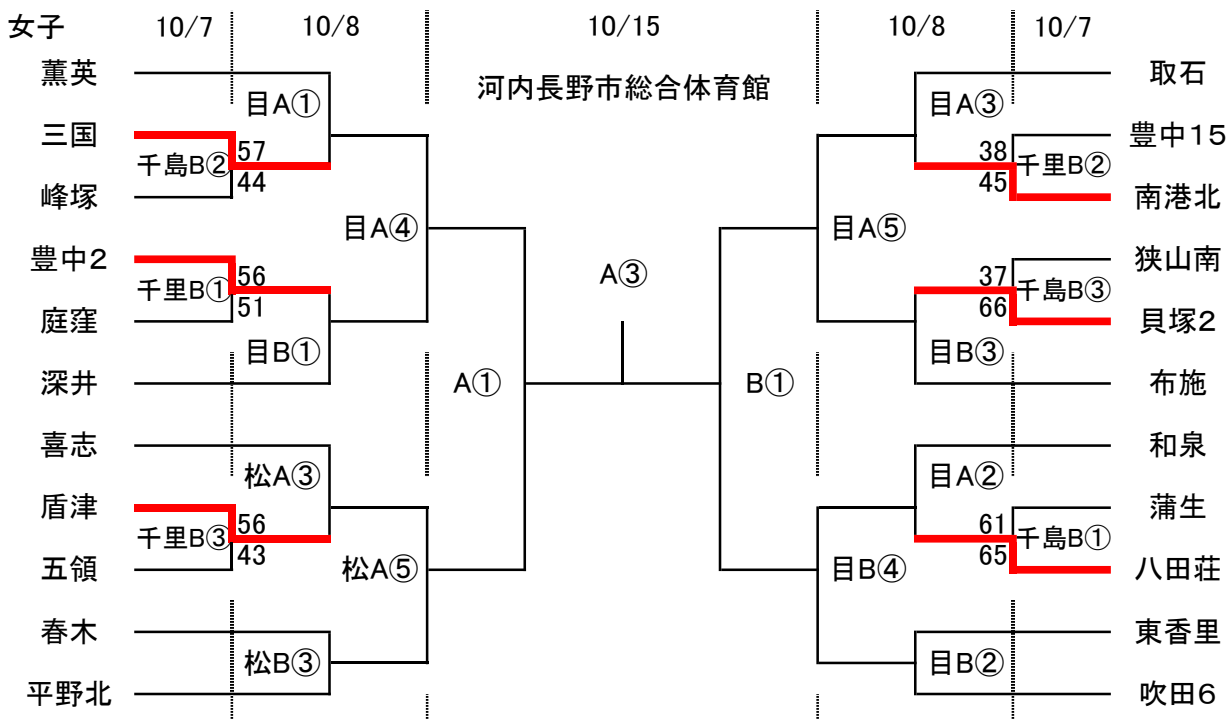 女子 10/7 10/8 10/15 10/8 10/7
薫英 取石
河内長野市総合体育館
目A① 目A③
三国 豊中15
57 38
千島B② 千里B②
44 45
峰塚 南港北
目A④ 目A⑤
豊中2 狭山南
A③
56 37
千里B① 千島B③
51 66
庭窪 貝塚2
目B① 目B③
深井 A① B① 布施
喜志 和泉
松A③ 目A②
盾津 蒲生
56 61
千里B③ 千島B①
43 65
五領 松A⑤ 目B④ 八田荘
春木 東香里
松B③ 目B②
平野北 吹田6